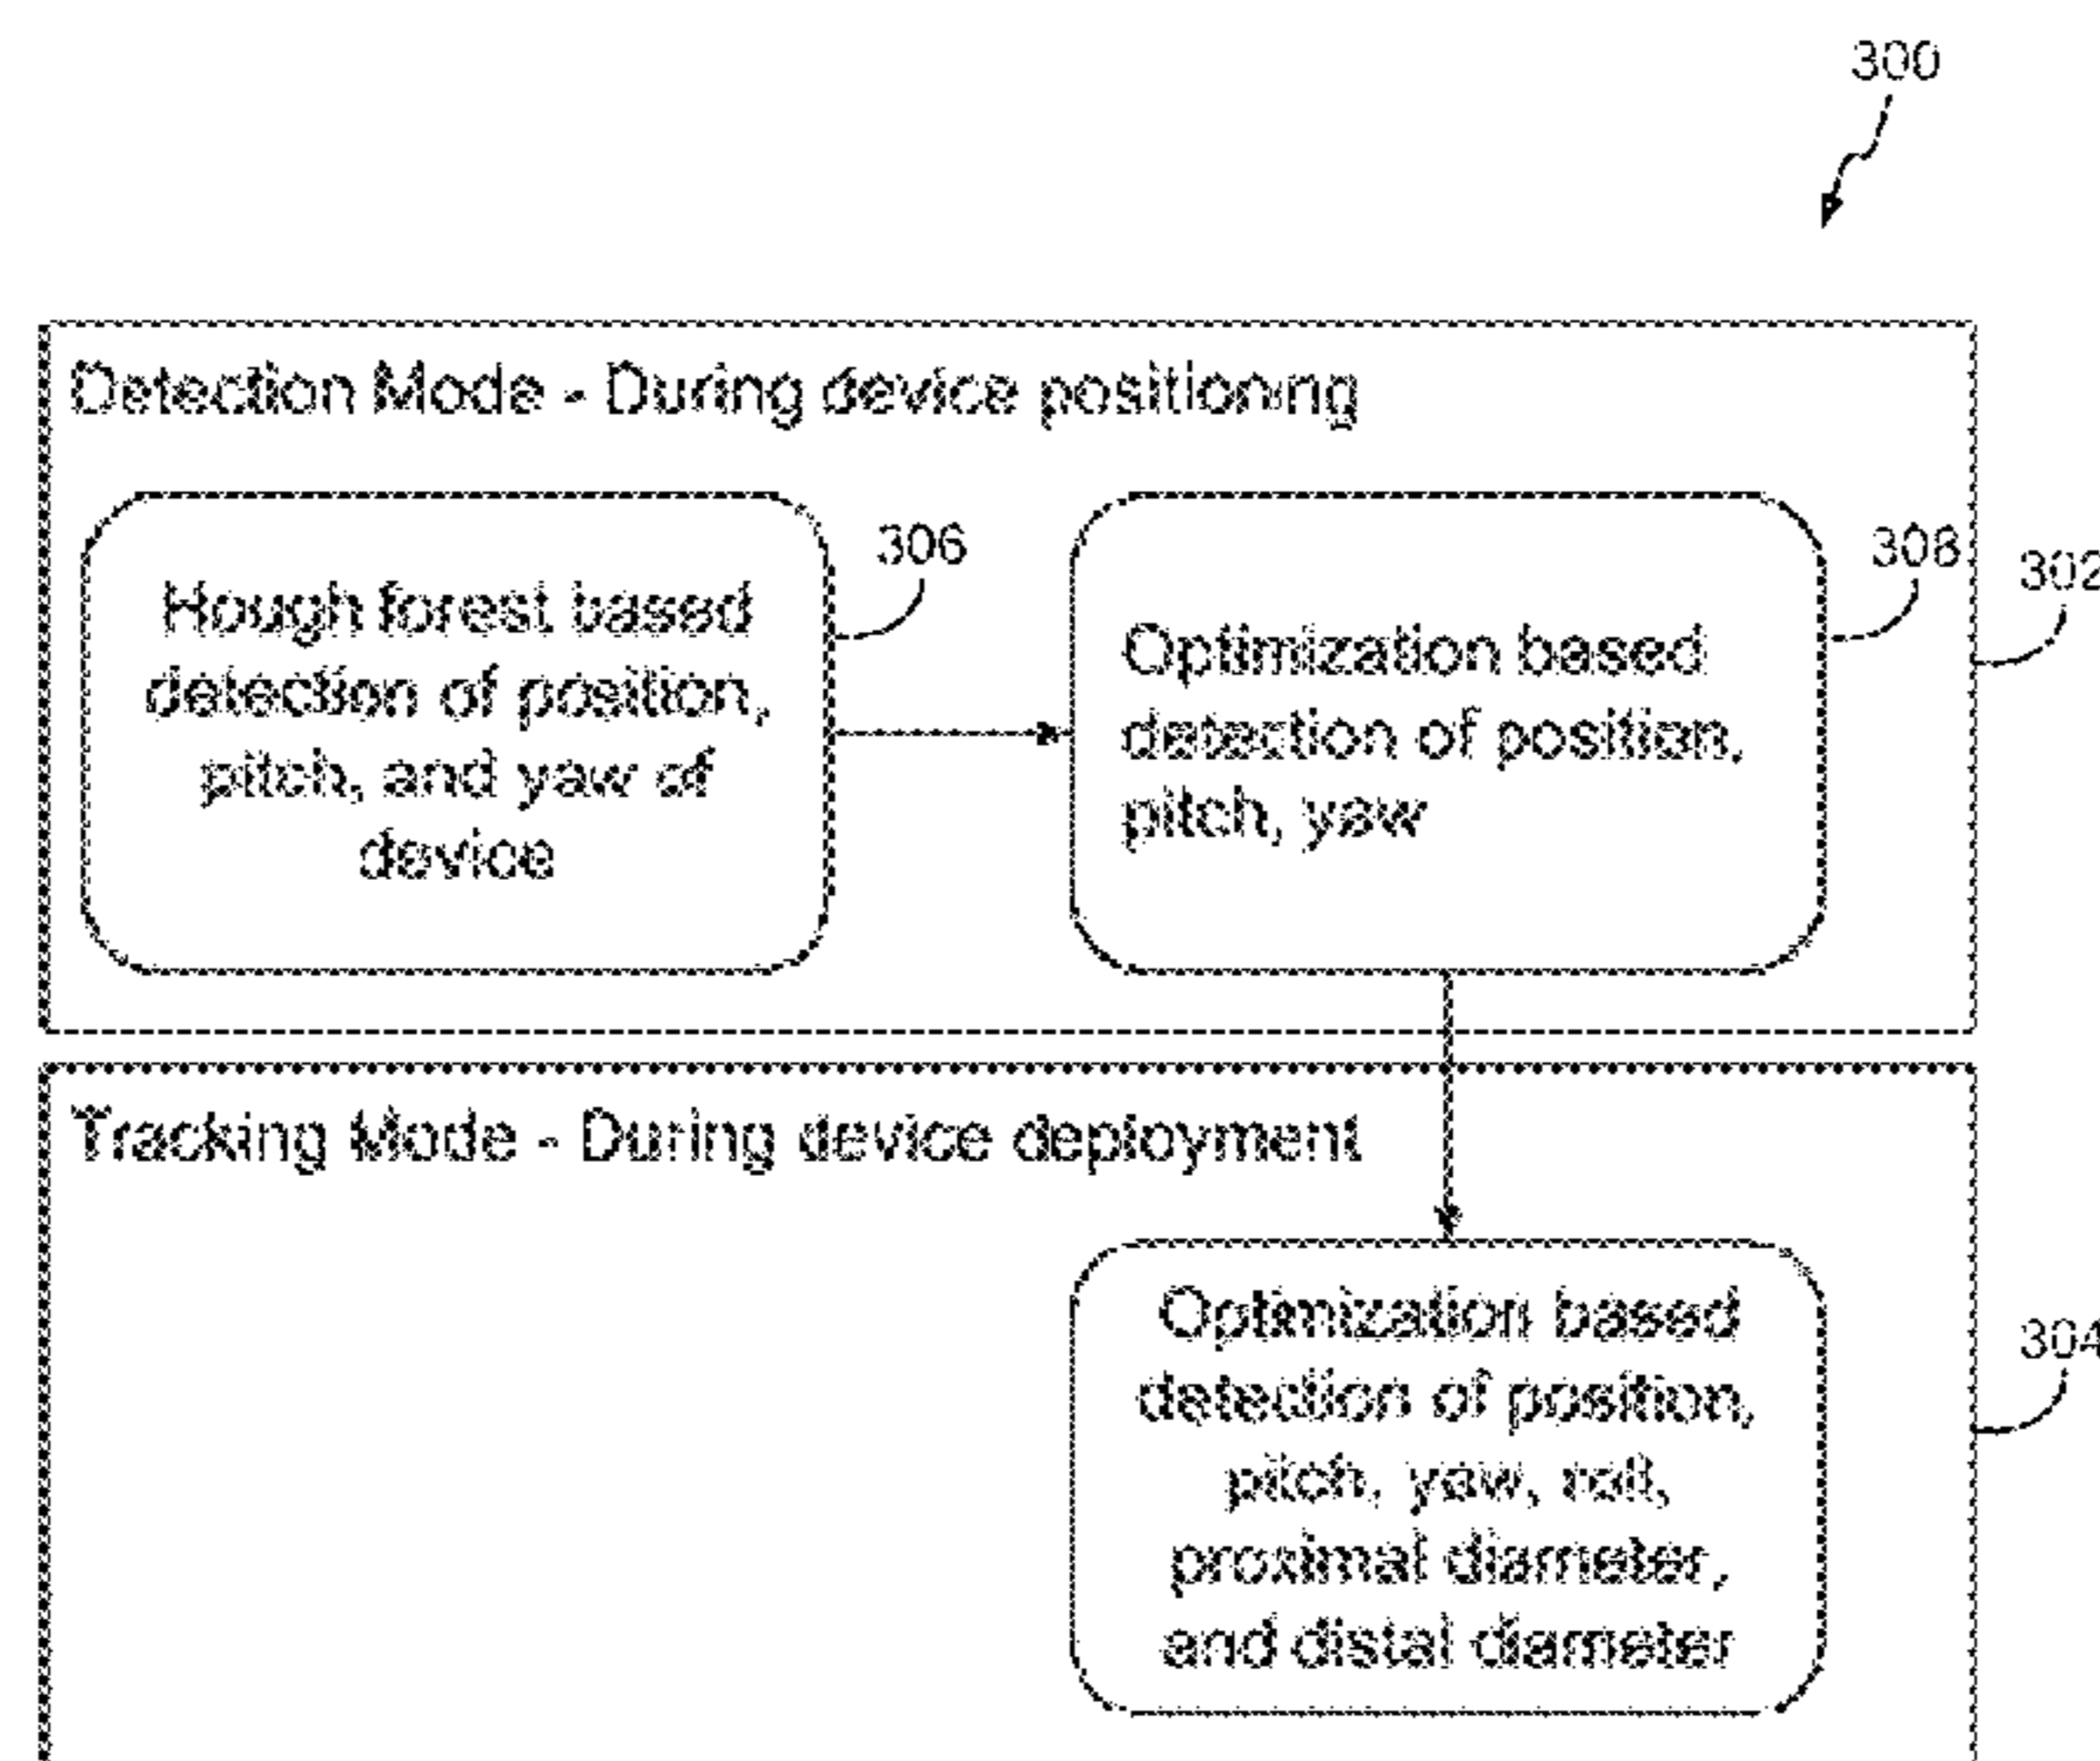 300
Detection Mode - During device positioning
Hough forest based
detection of position,
pitch, and yaw of
device
306
Optimization based
detection of position,
pitch, yaw
308
302
Tracking Mode - During device deployment
Optimization based
detection of position,
pitch, yaw, roll,
proximal diameter,
and distal diameter
304